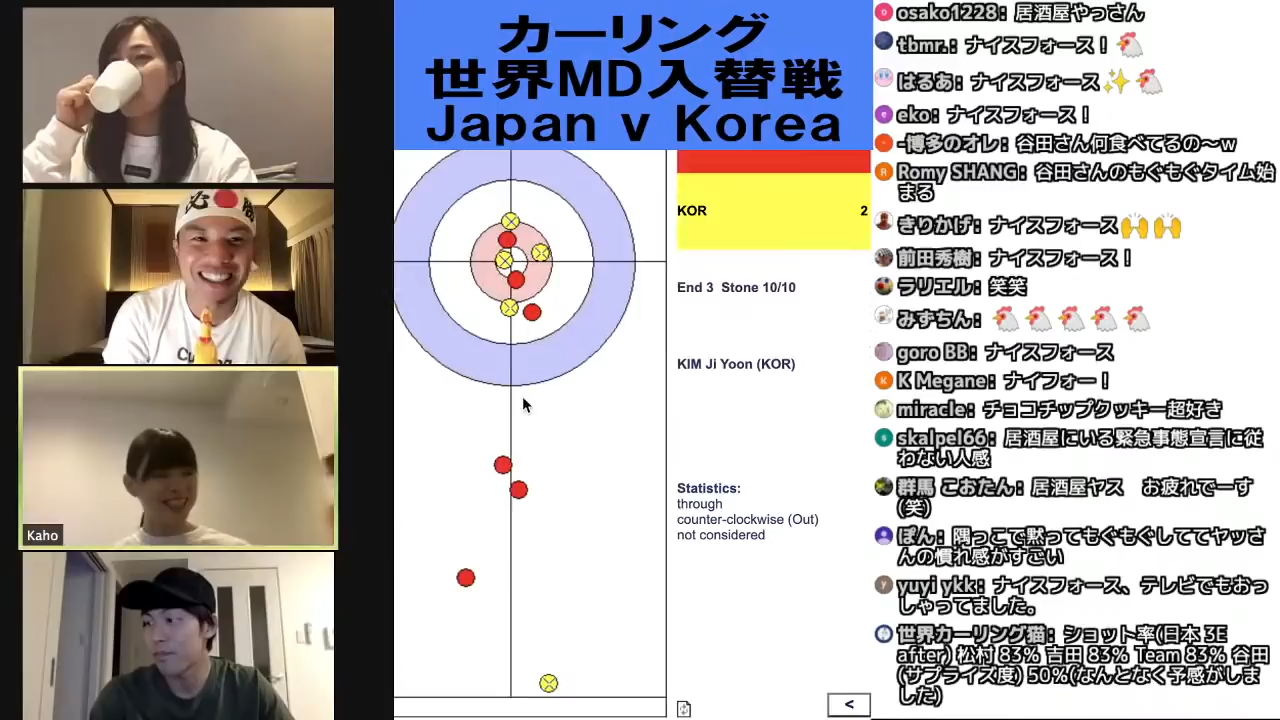 カーリング
世界MD入替戦
Japan v Korea
必 勝
Kaho
KOR 2
End 3 Stone 10/10
KIM Ji Yoon (KOR)
Statistics:
through
counter-clockwise (Out)
not considered
<
osako1228: 居酒屋やっさん
tbmr.: ナイスフォース！🐔
はるあ: ナイスフォース✨🐔
eko: ナイスフォース！
-博多のオレ: 谷田さん何食べてるの〜w
Romy SHANG: 谷田さんのもぐもぐタイム始
まる
きりかげ: ナイスフォース🙌🙌
前田秀樹: ナイスフォース！
ラリエル: 笑笑
みずちん: 🐔🐔🐔🐔🐔
goro BB: ナイスフォース
K Megane: ナイフォー！
miracle: チョコチップクッキー超好き
skalpel66: 居酒屋にいる緊急事態宣言に従
わない人感
群馬 こおたん: 居酒屋ヤス　お疲れでーす
(笑)
ぽん: 隅っこで黙ってもぐもぐしててヤッさ
んの慣れ感がすごい
yuyi ykk: ナイスフォース、テレビでもおっ
しゃってました。
世界カーリング猫: ショット率(日本 3E
after) 松村 83% 吉田 83% Team 83% 谷田
(サプライズ度) 50%(なんとなく予感がしま
した)